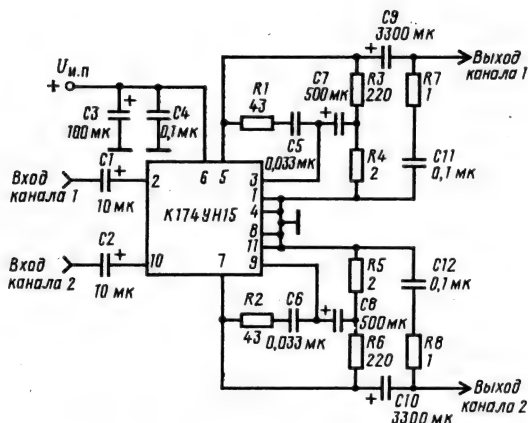 C9
3300 мк
Выход
канала 1
Uи.п
+
+
+
C3
180 мк
C4
0,1 мк
R1
43
C5
0,033 мк
C7
500 мк
+
R3
220
R7
1
R4
2
C11
0,1 мк
Вход
канала 1
C1
+
10 мк
2
6
5
3
1
4
8
11
9
7
10
К174УН15
Вход
канала 2
C2
+
10 мк
R2
43
C6
0,033 мк
+
C8
500 мк
R5
2
R6
220
C12
0,1 мк
R8
1
+
C10
3300 мк
Выход
канала 2